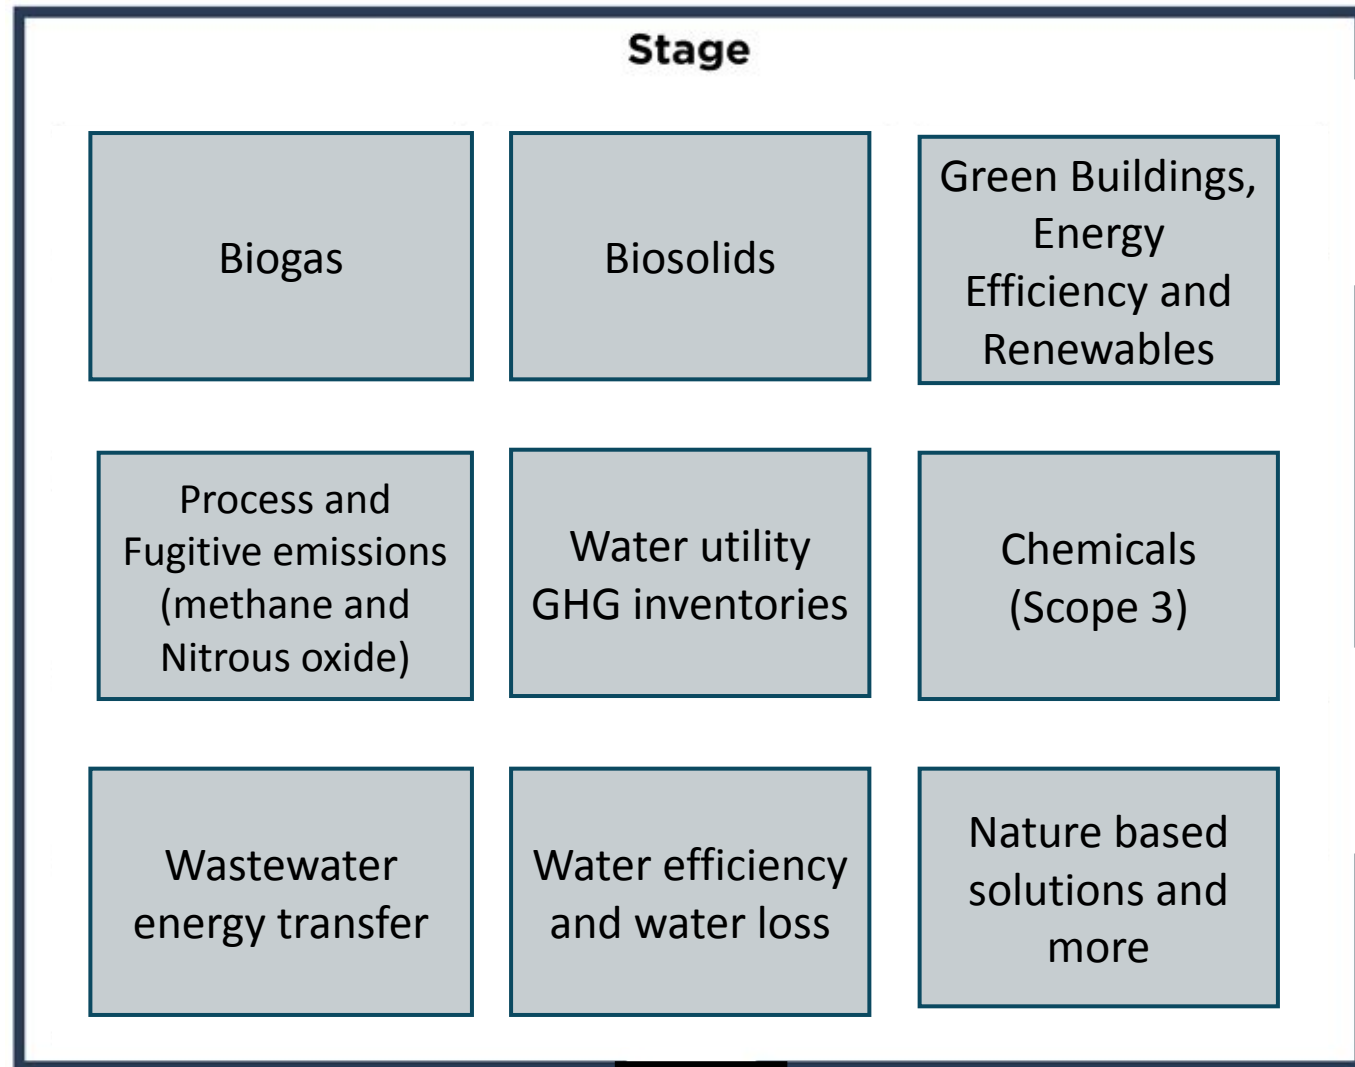 Stage
Biogas
Biosolids
Green Buildings,
Energy
Efficiency and
Renewables
Process and
Fugitive emissions
(methane and
Nitrous oxide)
Water utility
GHG inventories
Chemicals
(Scope 3)
Wastewater
energy transfer
Water efficiency
and water loss
Nature based
solutions and
more